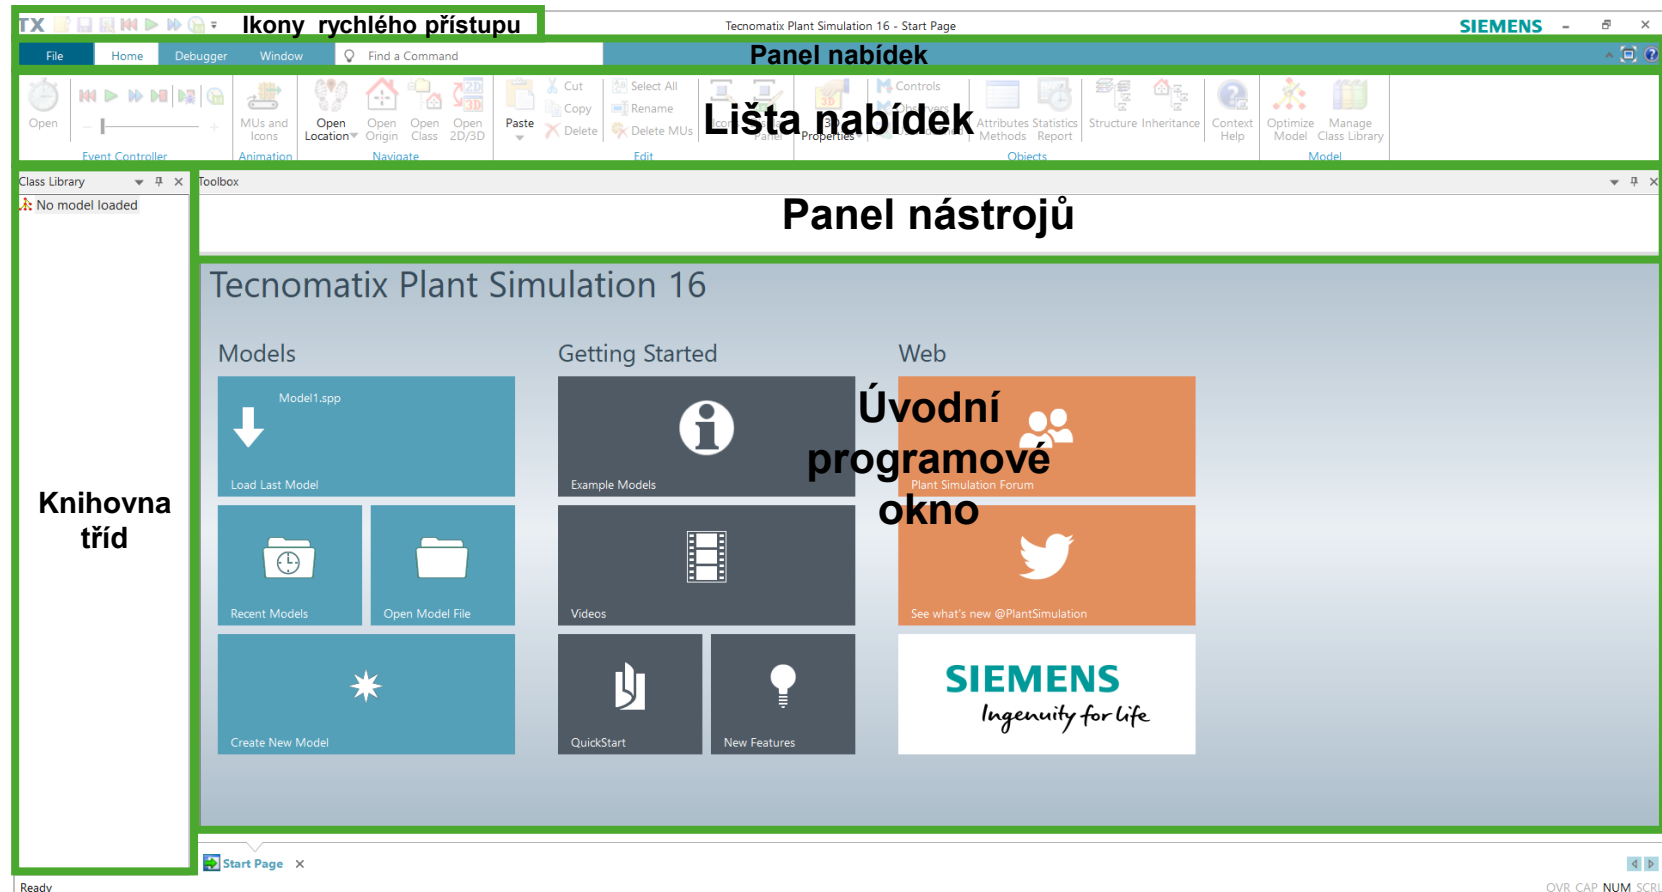 TX Ikony rychlého přístupu Tecnomatix Plant Simulation 16 - Start Page SIEMENS
File Home Debugger Window Find a Command Panel nabídek
Cut Select All Controls
Copy Rename
Open MUs and Icons Open Location Open Origin Open Class Open 2D/3D Paste Delete Delete MUs Lišta nabídek Properties Attributes Methods Statistics Report Structure Inheritance Context Help Optimize Model Manage Class Library
Event Controller Animation Navigate Edit Objects Model
Class Library Toolbox
No model loaded
Panel nástrojů
Tecnomatix Plant Simulation 16
Models Getting Started Web
Model1.spp
Úvodní
programové
okno
Load Last Model Example Models Plant Simulation Forum
Knihovna
tříd
Recent Models Open Model File Videos See what's new @PlantSimulation
SIEMENS
Ingenuity for life
Create New Model QuickStart New Features
Start Page
Ready OVR CAP NUM SCRL